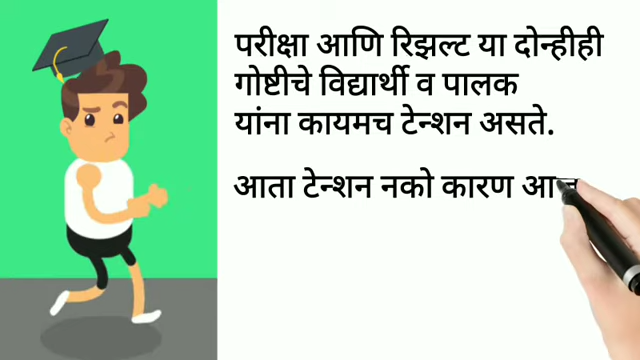 परीक्षा आणि रिझल्ट या दोन्हीही
गोष्टीचे विद्यार्थी व पालक
यांना कायमच टेन्शन असते.
आता टेन्शन नको कारण